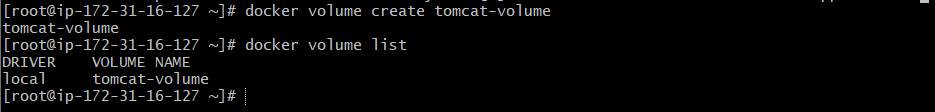 [root@ip-172-31-16-127 ~]# docker volume create tomcat-volume
tomcat-volume
[root@ip-172-31-16-127 ~]# docker volume list
DRIVER    VOLUME NAME
local     tomcat-volume
[root@ip-172-31-16-127 ~]#